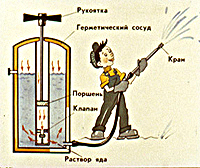 Рукоятка
Герметический сосуд
Кран
Поршень
Клапан
Раствор яда